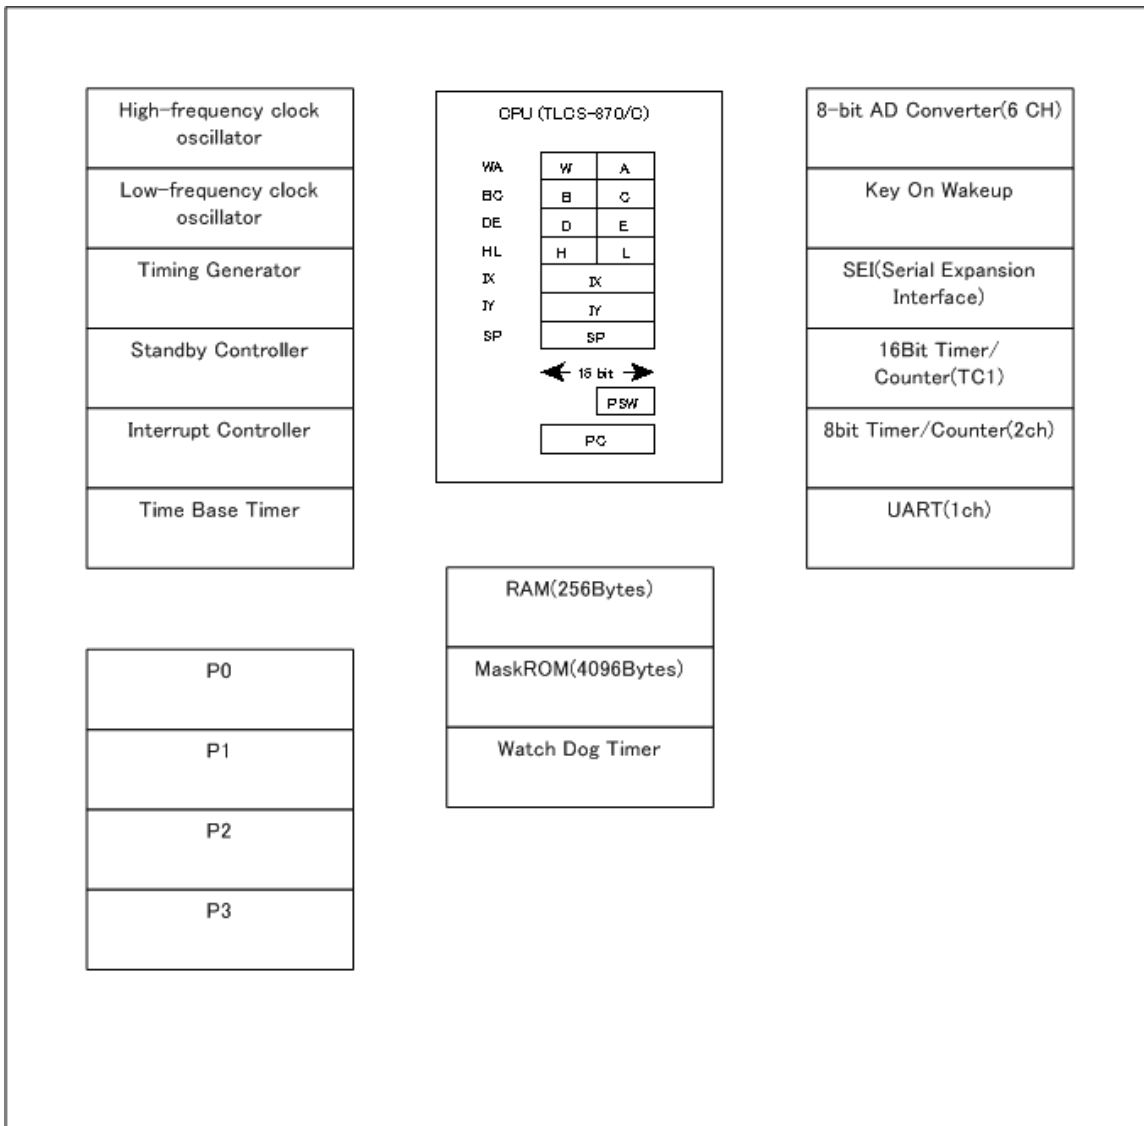 High-frequency clock
oscillator
Low-frequency clock
oscillator
Timing Generator
Standby Controller
Interrupt Controller
Time Base Timer
P0
P1
P2
P3
CPU (TLCS-870/C)
WA W A
BC B C
DE D E
HL H L
IX IX
IY IY
SP SP
16 bit
PSW
PC
RAM(256Bytes)
MaskROM(4096Bytes)
Watch Dog Timer
8-bit AD Converter(6 CH)
Key On Wakeup
SEI(Serial Expansion
Interface)
16Bit Timer/
Counter(TC1)
8bit Timer/Counter(2ch)
UART(1ch)